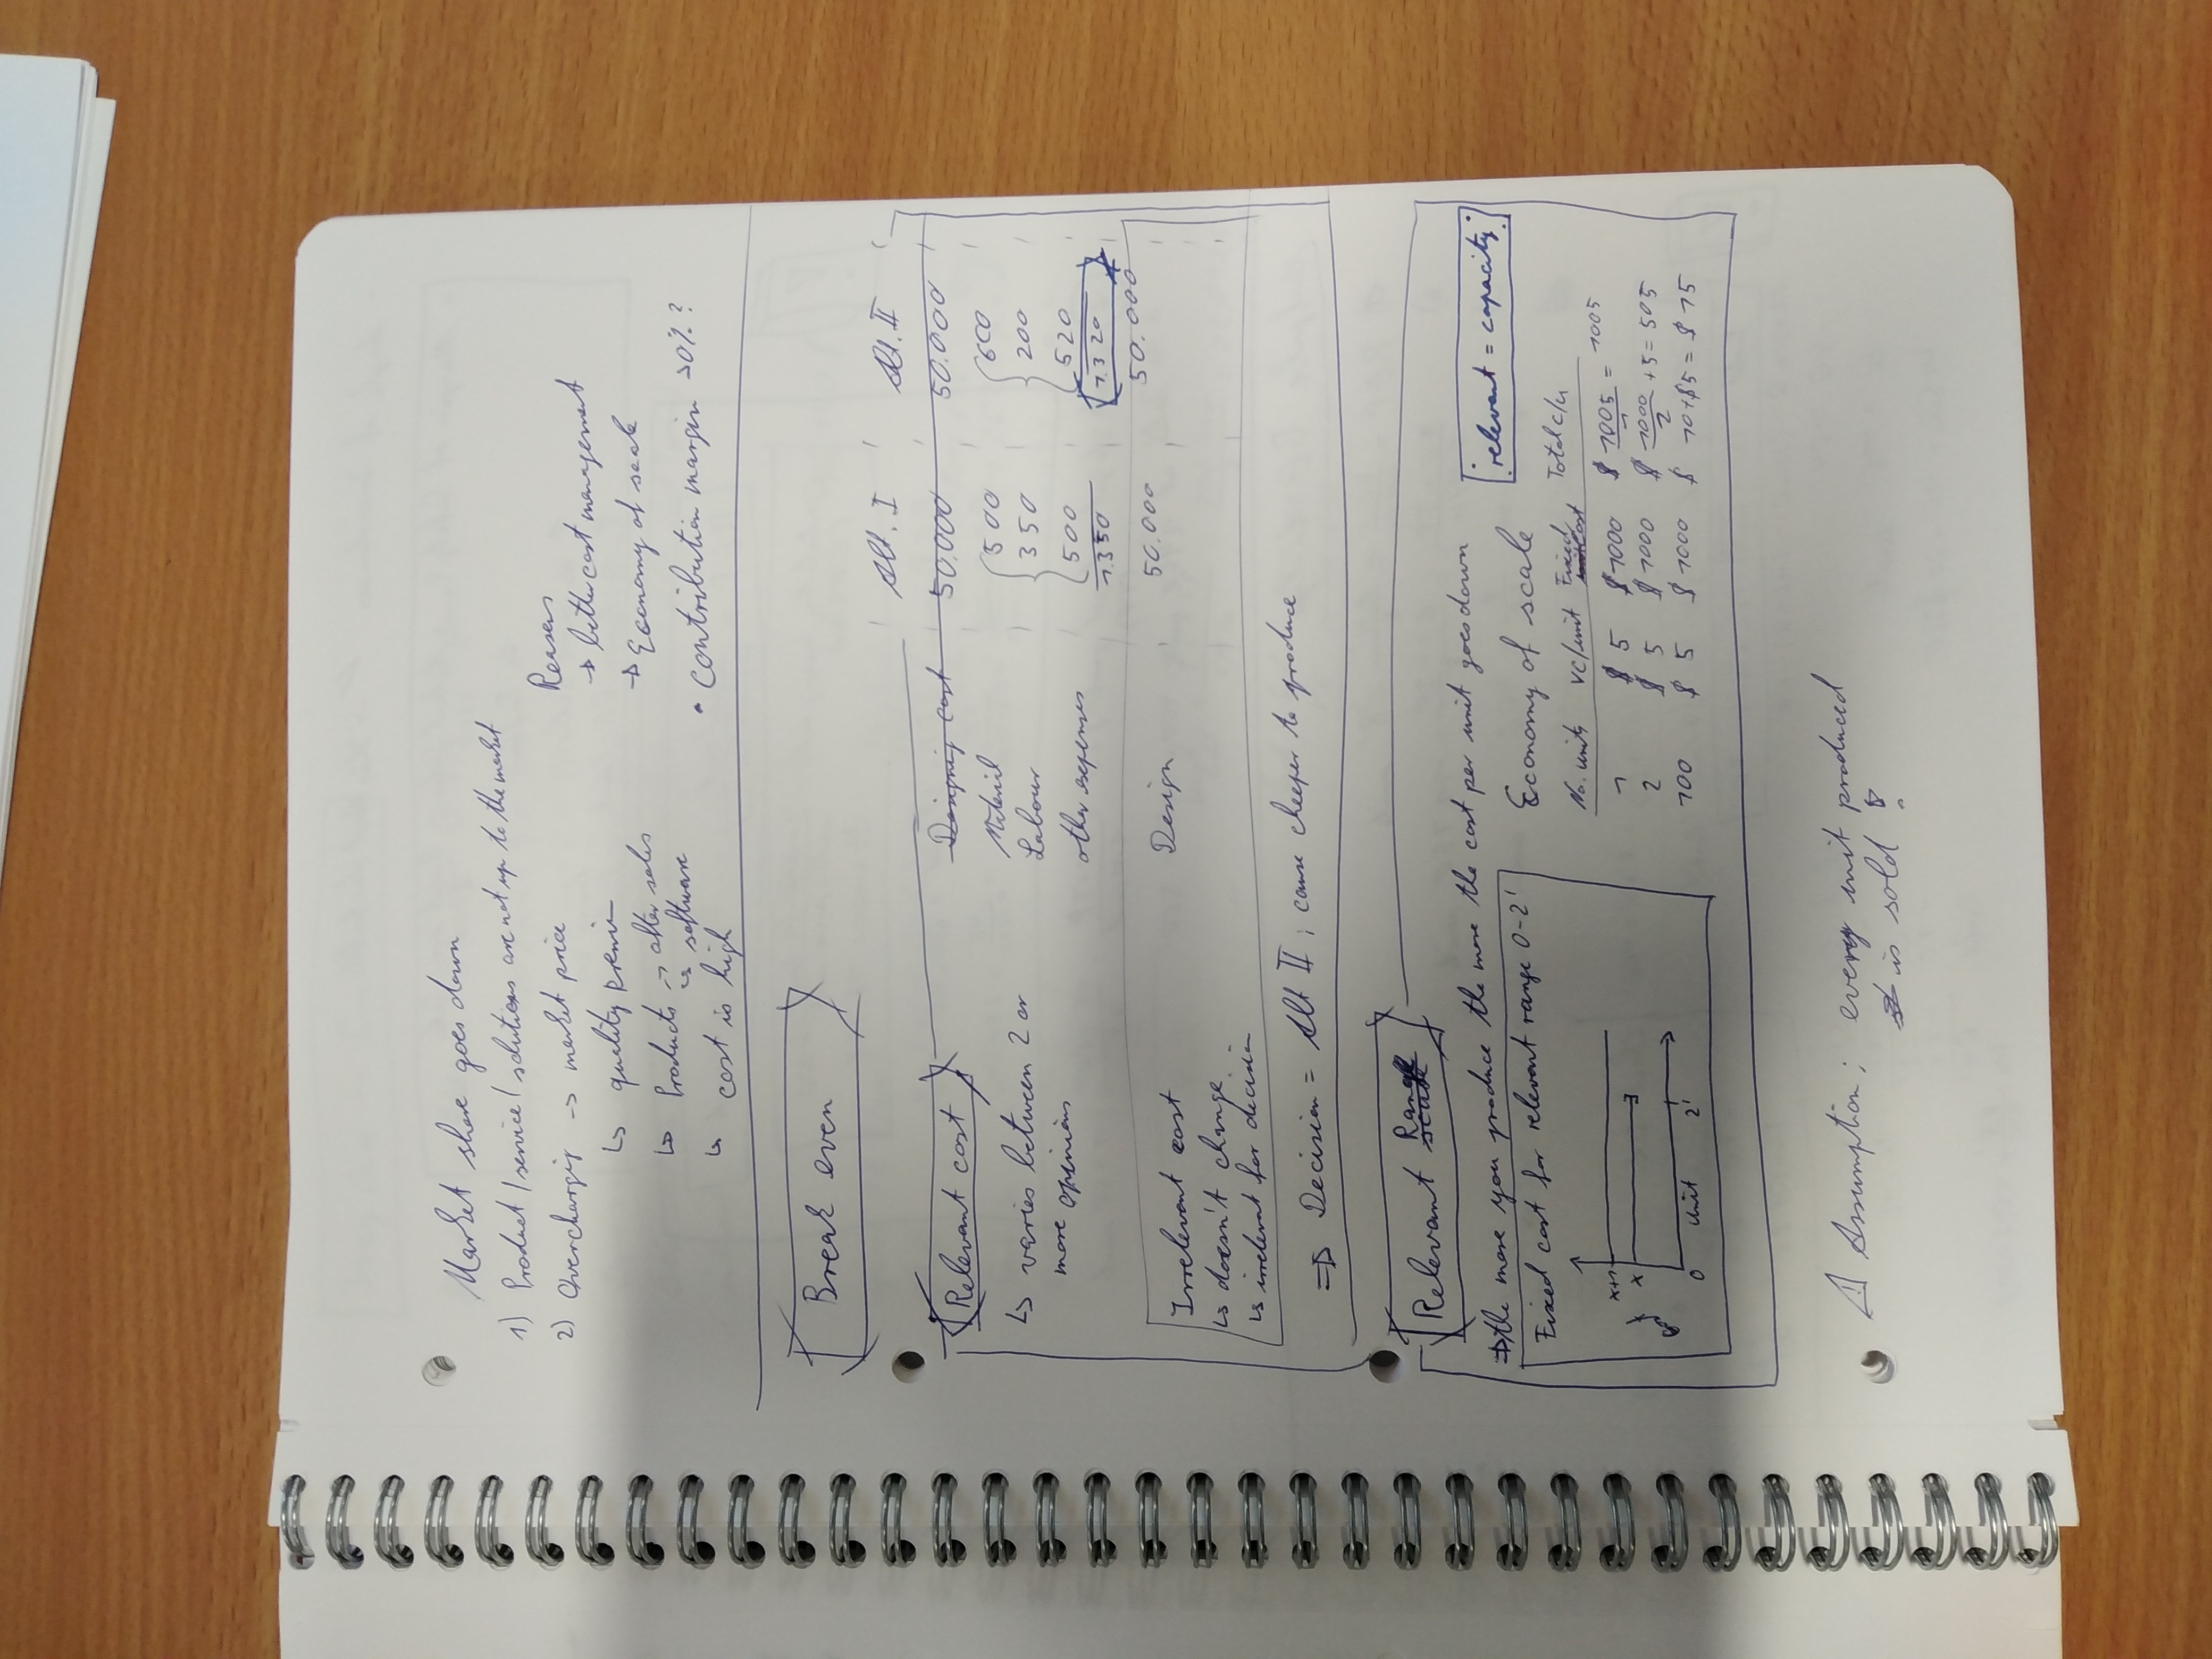 Market share goes down
1) Product / service / solutions are not up to the market
2) Overcharging → market price
↳ quality premium
↳ Products → after sales
↳ software
↳ cost is high
Reasons
→ better cost management
→ Economy of scale
• Contribution margin 20%?
Break even
Alt. I Alt. II
Relevant cost
Designing cost 50.000 50.000
↳ varies between 2 or
more opinions
Material 500 600
Labour 350 200
other expenses 500 520
1.350 1.320
Irrelevant cost
↳ doesn't change
↳ is irrelevant for decision
Design 50.000 50.000
⇒ Decision = Alt II ; cause cheeper to produce
Relevant Range
⇒ the more you produce the more the cost per unit goes down
relevant = capacity
Fixed cost for relevant range 0-2'
x+1
x
0 unit 2'
Economy of scale
No. units vc/unit Fixed cost Total c/u
1 $ 5 $ 1000 $ 1005/1 = 1005
2 $ 5 $ 1000 $ 1000/2 +5 = 505
100 $ 5 $ 1000 $ 10+$5 = $ 15
⚠ Assumption: every unit produced
is sold !